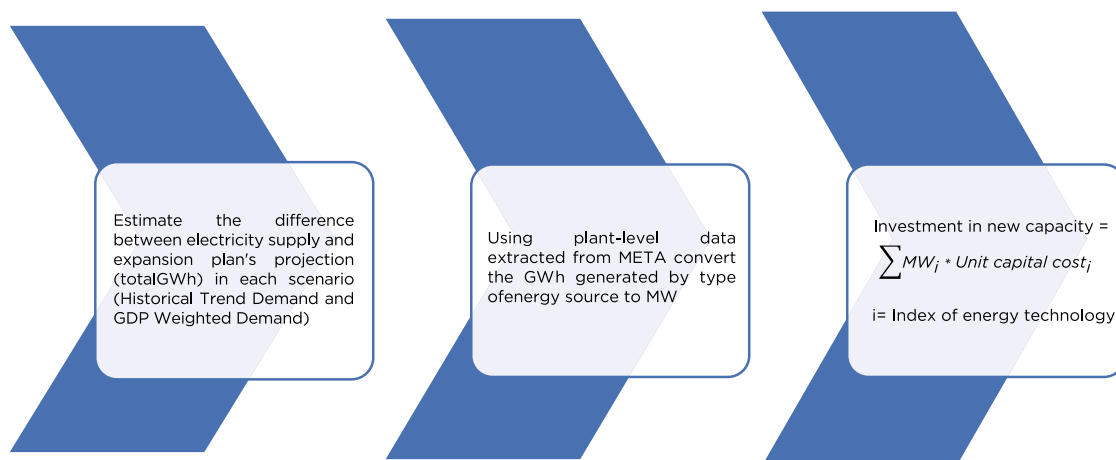 Estimate the difference
between electricity supply and
expansion plan's projection
(totalGWh) in each scenario
(Historical Trend Demand and
GDP Weighted Demand)
Using plant-level data
extracted from META convert
the GWh generated by type
ofenergy source to MW
Investment in new capacity =
∑ MWᵢ * Unit capital costᵢ
i= Index of energy technology